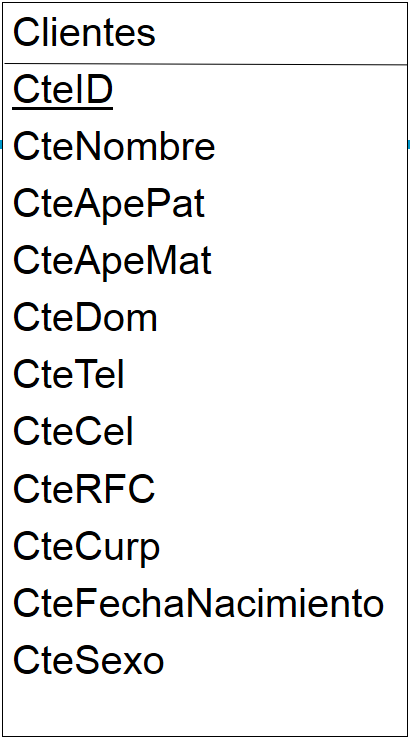 Clientes
CteID
CteNombre
CteApePat
CteApeMat
CteDom
CteTel
CteCel
CteRFC
CteCurp
CteFechaNacimiento
CteSexo